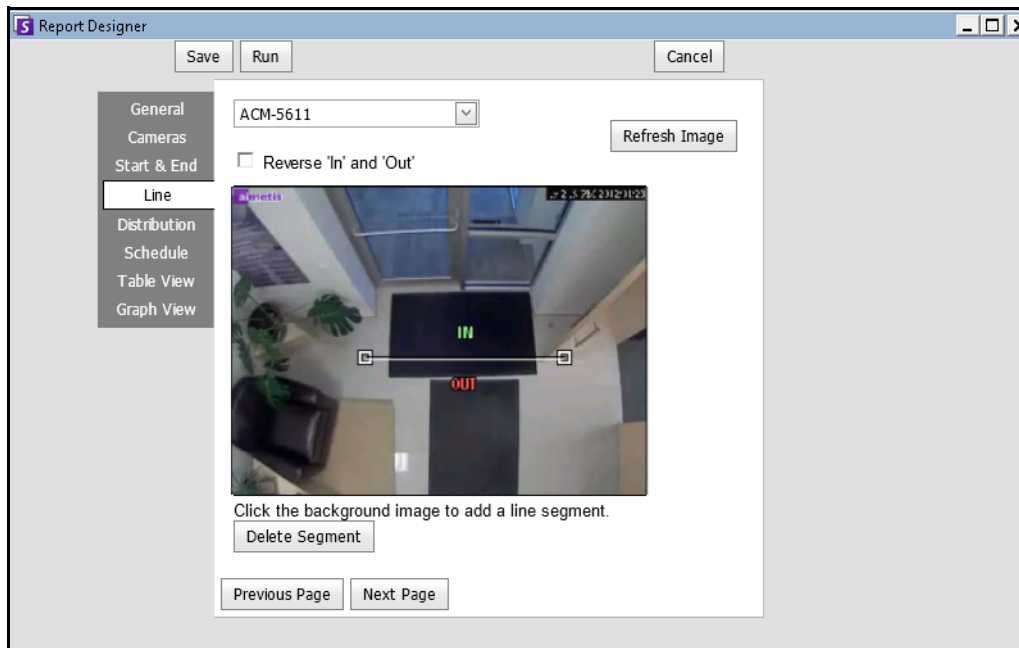 Report Designer
Save Run Cancel
General
Cameras
Start & End
Line
Distribution
Schedule
Table View
Graph View
ACM-5611
Refresh Image
Reverse 'In' and 'Out'
aimetis
IN
OUT
Click the background image to add a line segment.
Delete Segment
Previous Page Next Page